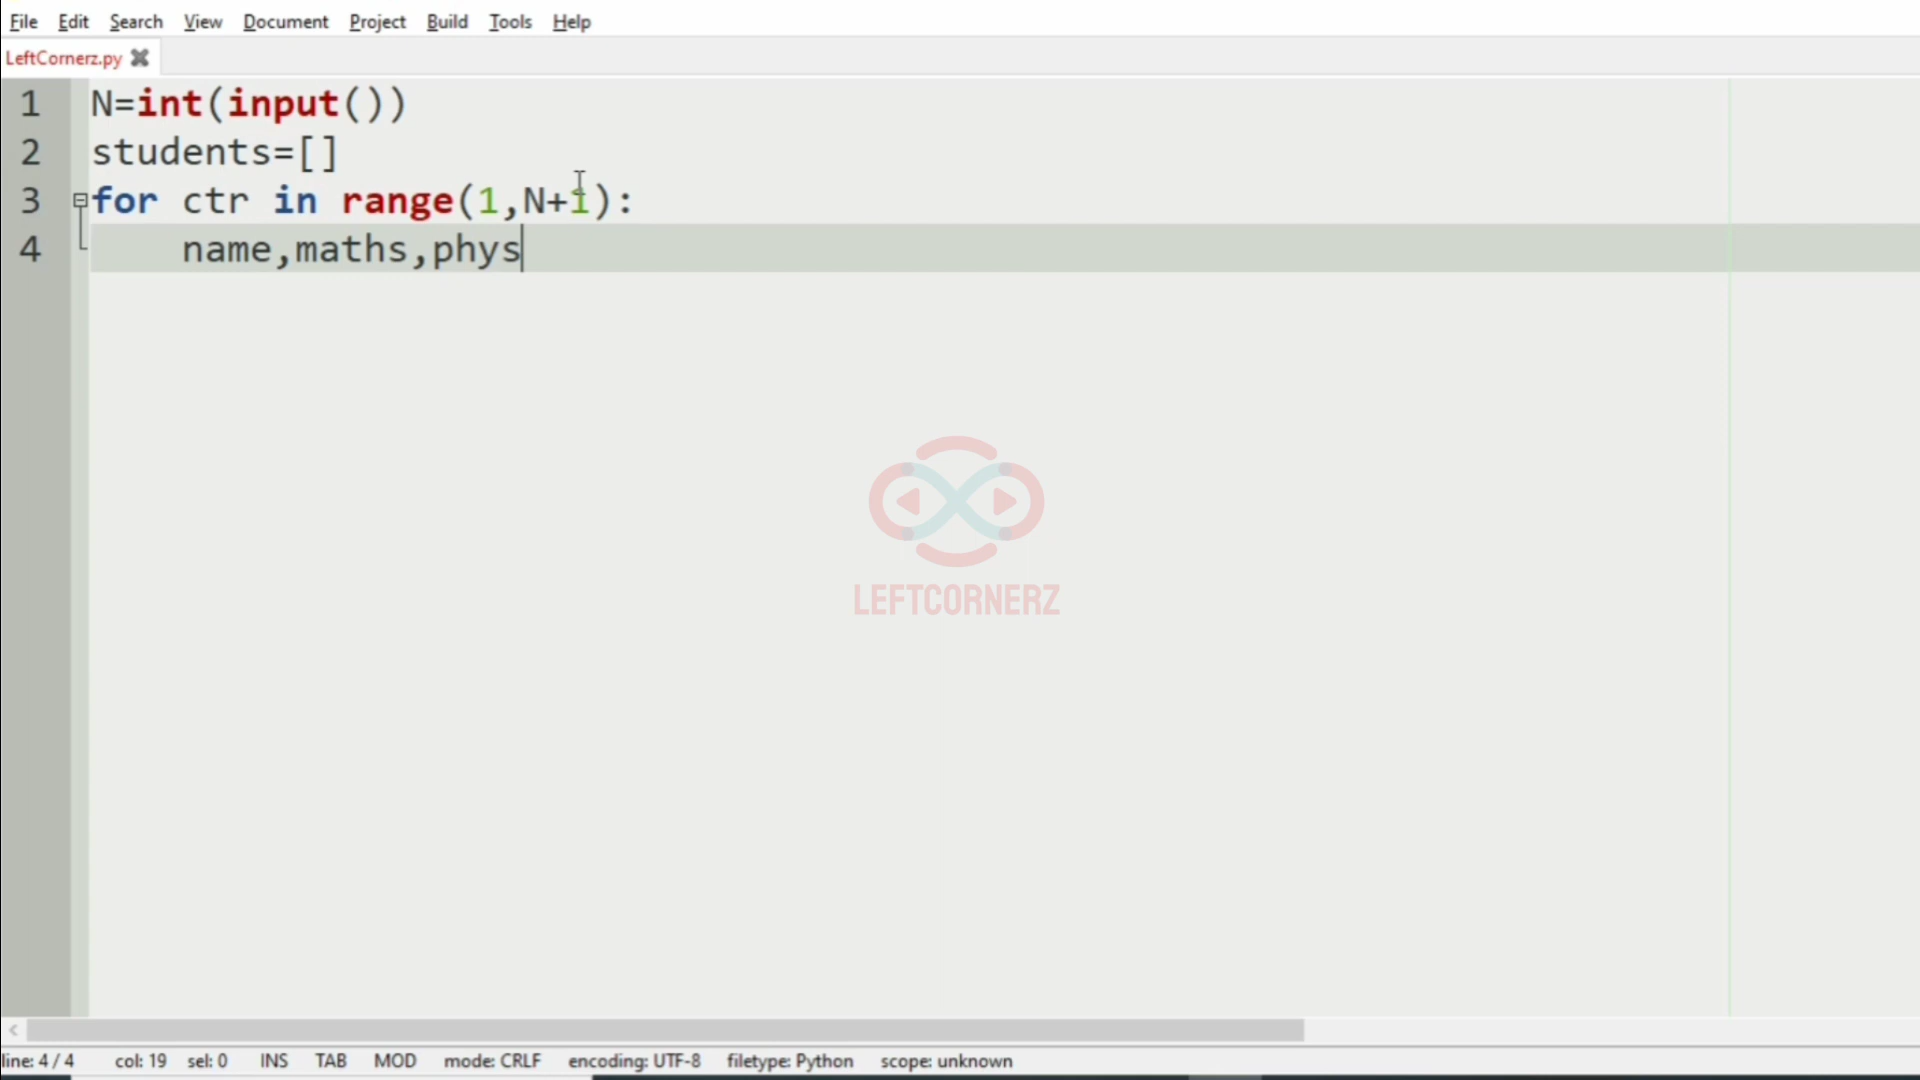 File Edit Search View Document Project Build Tools Help
LeftCornerz.py
1 N=int(input())
2 students=[]
3 for ctr in range(1,N+1):
4 name,maths,phys
LEFTCORNERZ
line: 4 / 4 col: 19 sel: 0 INS TAB MOD mode: CRLF encoding: UTF-8 filetype: Python scope: unknown